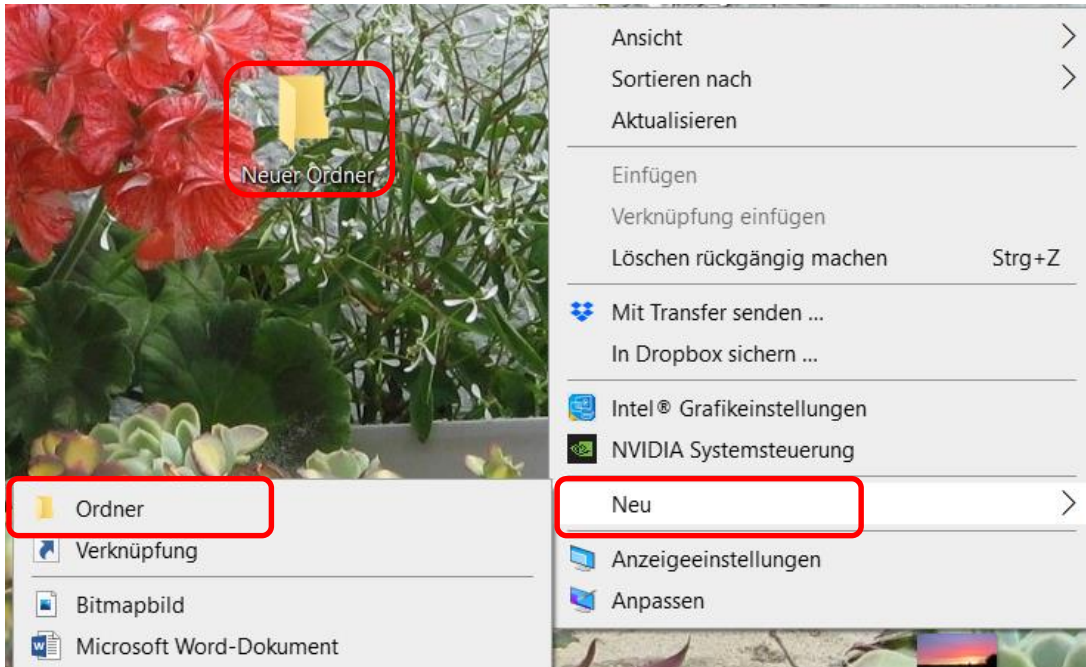 Neuer Ordner
Ansicht
Sortieren nach
Aktualisieren
Einfügen
Verknüpfung einfügen
Löschen rückgängig machen Strg+Z
Mit Transfer senden ...
In Dropbox sichern ...
Intel® Grafikeinstellungen
NVIDIA Systemsteuerung
Neu
Anzeigeeinstellungen
Anpassen
Ordner
Verknüpfung
Bitmapbild
Microsoft Word-Dokument